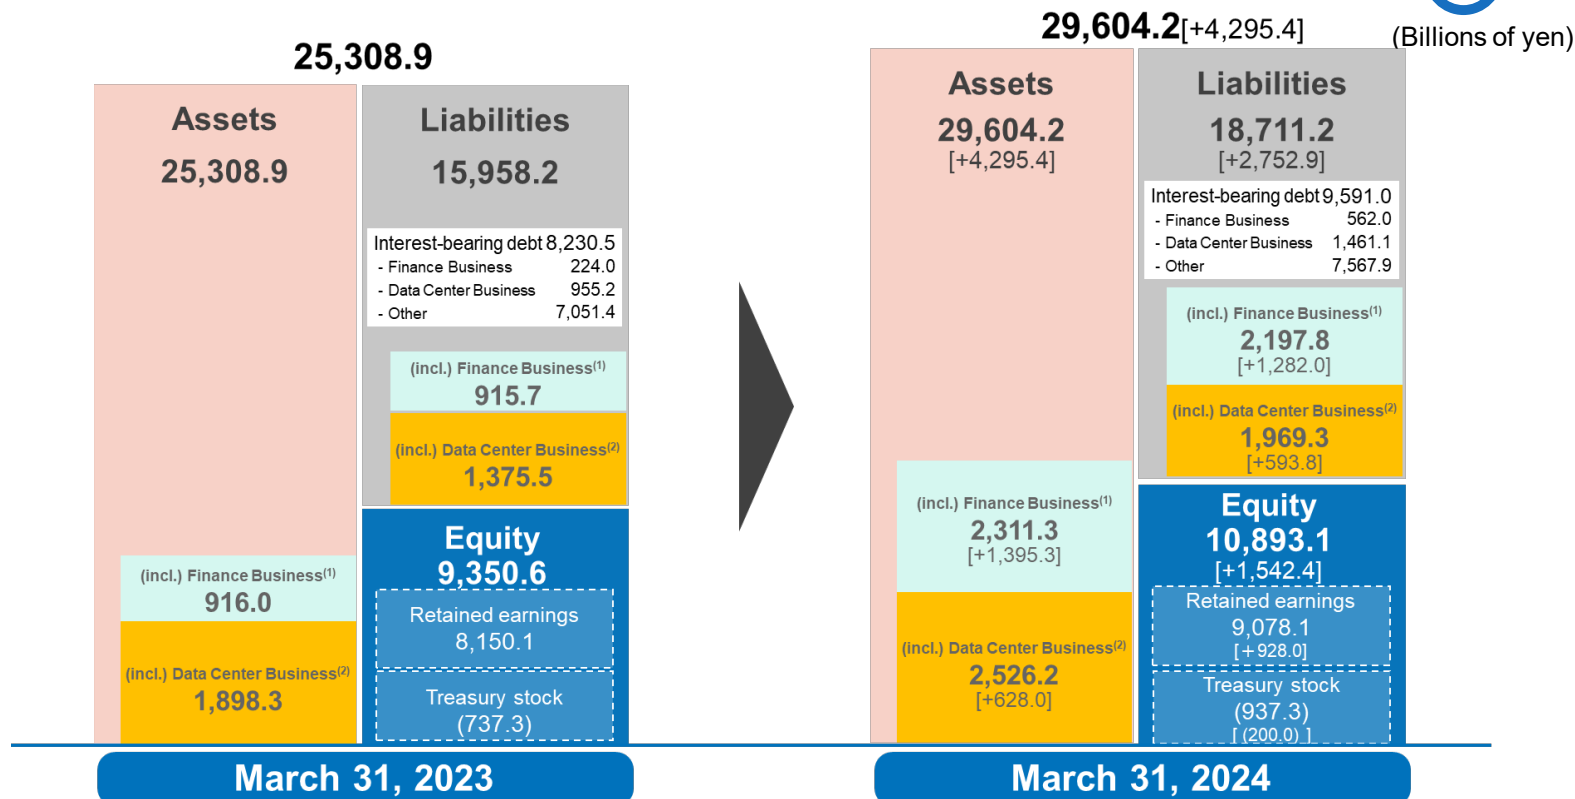 (Billions of yen)
25,308.9
Assets
25,308.9
Liabilities
15,958.2
Interest-bearing debt 8,230.5
- Finance Business 224.0
- Data Center Business 955.2
- Other 7,051.4
(incl.) Finance Business(1)
915.7
(incl.) Data Center Business(2)
1,375.5
(incl.) Finance Business(1)
916.0
(incl.) Data Center Business(2)
1,898.3
Equity
9,350.6
Retained earnings
8,150.1
Treasury stock
(737.3)
March 31, 2023
29,604.2[+4,295.4]
Assets
29,604.2
[+4,295.4]
Liabilities
18,711.2
[+2,752.9]
Interest-bearing debt 9,591.0
- Finance Business 562.0
- Data Center Business 1,461.1
- Other 7,567.9
(incl.) Finance Business(1)
2,197.8
[+1,282.0]
(incl.) Data Center Business(2)
1,969.3
[+593.8]
(incl.) Finance Business(1)
2,311.3
[+1,395.3]
(incl.) Data Center Business(2)
2,526.2
[+628.0]
Equity
10,893.1
[+1,542.4]
Retained earnings
9,078.1
[+928.0]
Treasury stock
(937.3)
[ (200.0) ]
March 31, 2024